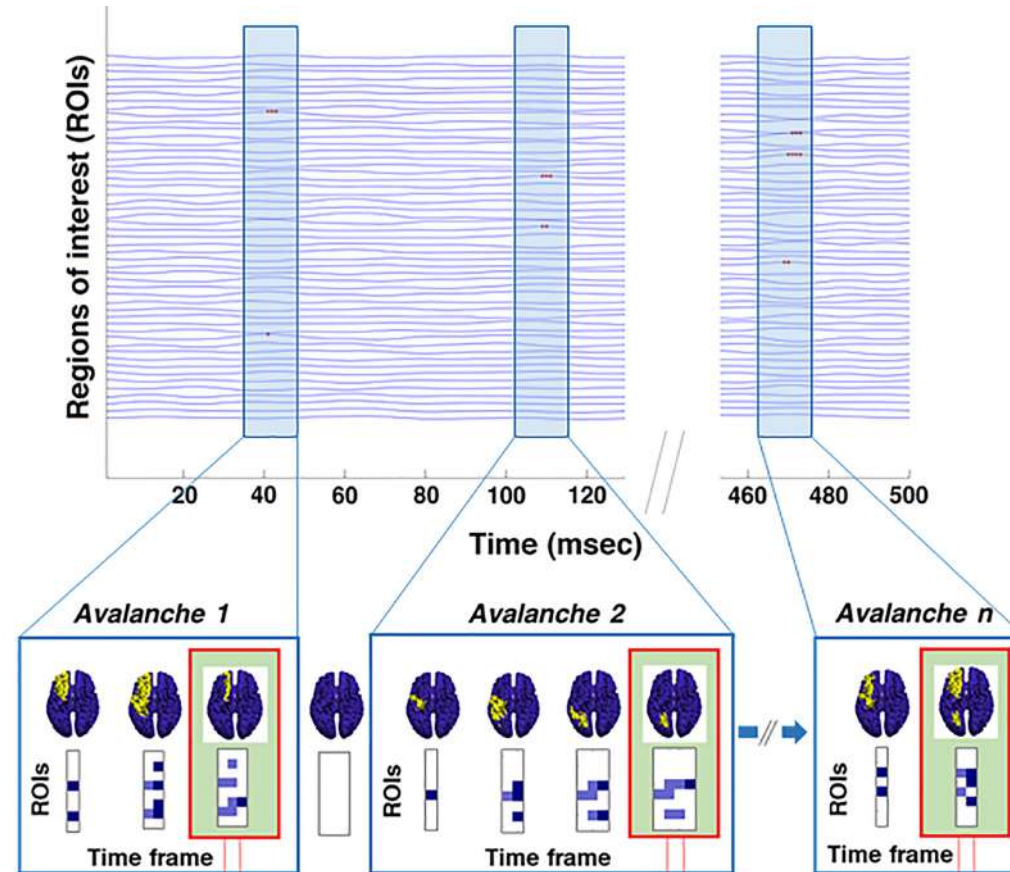 Regions of interest (ROIs)
20 40 60 80 100 120 460 480 500
Time (msec)
Avalanche 1
Avalanche 2
Avalanche n
ROIs
ROIs
ROIs
Time frame
Time frame
Time frame